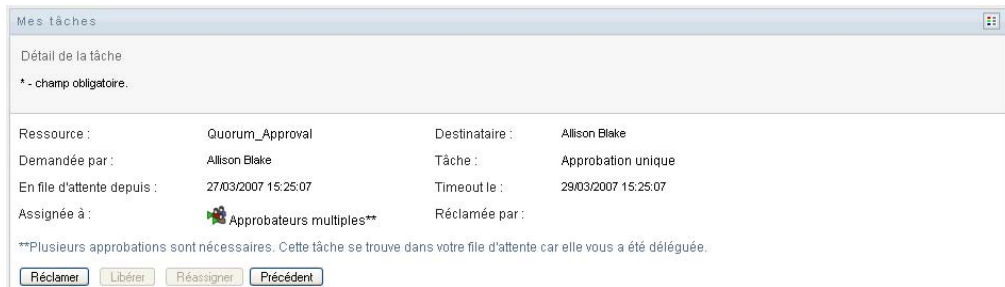 Mes tâches
Détail de la tâche
* - champ obligatoire.
Ressource : Quorum_Approval Destinataire : Allison Blake
Demandée par : Allison Blake Tâche : Approbation unique
En file d'attente depuis : 27/03/2007 15:25:07 Timeout le : 29/03/2007 15:25:07
Assignée à : Approbateurs multiples** Réclamée par :
**Plusieurs approbations sont nécessaires. Cette tâche se trouve dans votre file d'attente car elle vous a été déléguée.
Réclamer Libérer Réassigner Précédent